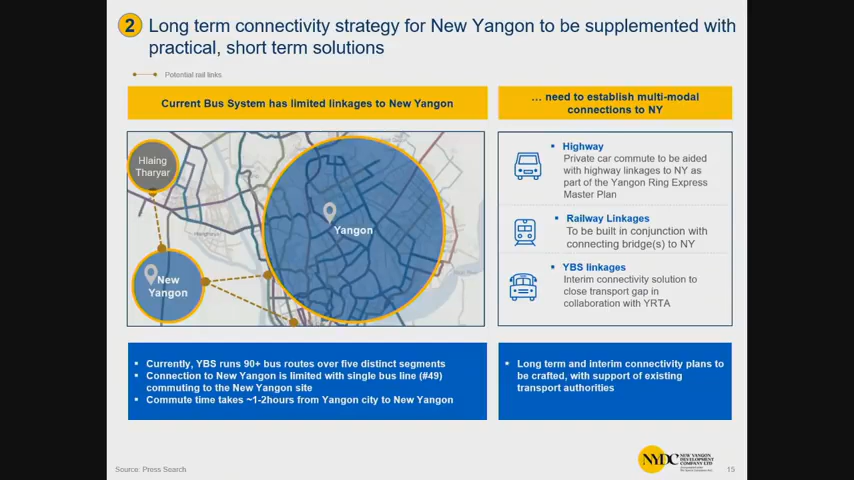 2 Long term connectivity strategy for New Yangon to be supplemented with
practical, short term solutions
Potential rail links
Current Bus System has limited linkages to New Yangon
Hlaing
Tharyar
Yangon
New
Yangon
▪ Currently, YBS runs 90+ bus routes over five distinct segments
▪ Connection to New Yangon is limited with single bus line (#49)
commuting to the New Yangon site
▪ Commute time takes ~1-2hours from Yangon city to New Yangon
… need to establish multi-modal
connections to NY
▪ Highway
Private car commute to be aided
with highway linkages to NY as
part of the Yangon Ring Express
Master Plan
▪ Railway Linkages
To be built in conjunction with
connecting bridge(s) to NY
▪ YBS linkages
Interim connectivity solution to
close transport gap in
collaboration with YRTA
▪ Long term and interim connectivity plans to
be crafted, with support of existing
transport authorities
Source: Press Search
NYDC
NEW YANGON
DEVELOPMENT
COMPANY LTD
15